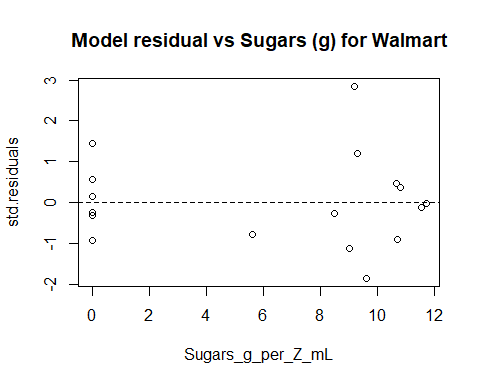 Model residual vs Sugars (g) for Walmart
std.residuals
3
2
1
0
-1
-2
0 2 4 6 8 10 12
Sugars_g_per_Z_mL